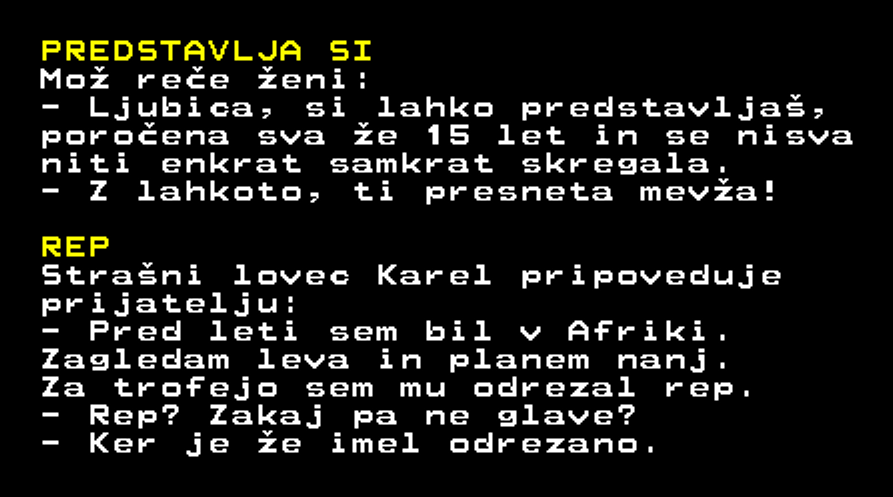 PREDSTAVLJA SI
Mož reče ženi:
- Ljubica, si lahko predstavljaš,
poročena sva že 15 let in se nisva
niti enkrat samkrat skregala.
- Z lahkoto, ti presneta mevža!
REP
Strašni lovec Karel pripoveduje
prijatelju:
- Pred leti sem bil v Afriki.
Zagledam leva in planem nanj.
Za trofejo sem mu odrezal rep.
- Rep? Zakaj pa ne glave?
- Ker je že imel odrezano.